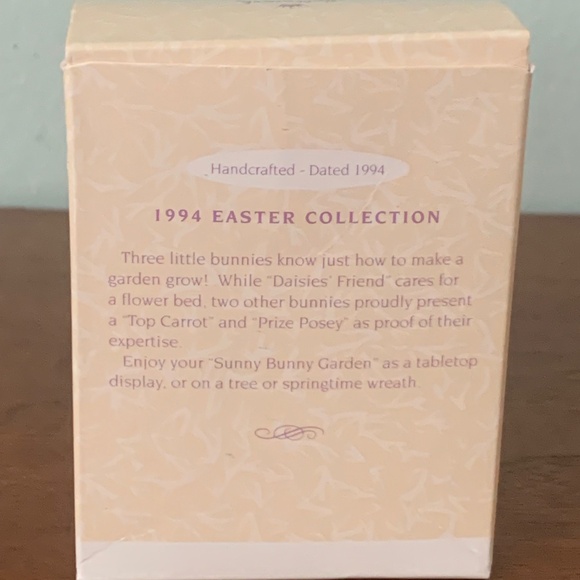 Handcrafted - Dated 1994
1994 EASTER COLLECTION
Three little bunnies know just how to make a
garden grow! While "Daisies' Friend" cares for
a flower bed, two other bunnies proudly present
a "Top Carrot" and "Prize Posey" as proof of their
expertise.
Enjoy your "Sunny Bunny Garden" as a tabletop
display, or on a tree or springtime wreath.